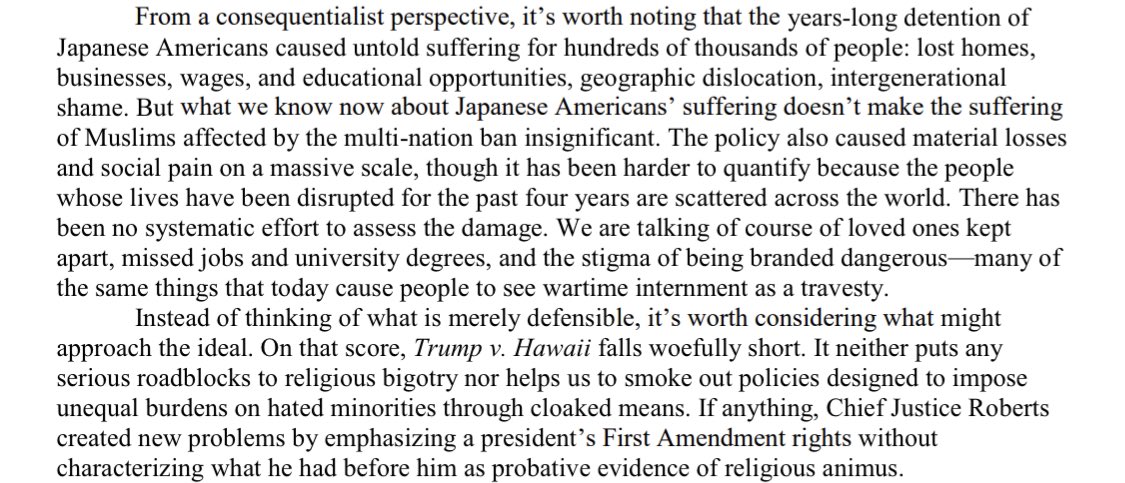 From a consequentialist perspective, it’s worth noting that the years-long detention of
Japanese Americans caused untold suffering for hundreds of thousands of people: lost homes,
businesses, wages, and educational opportunities, geographic dislocation, intergenerational
shame. But what we know now about Japanese Americans’ suffering doesn’t make the suffering
of Muslims affected by the multi-nation ban insignificant. The policy also caused material losses
and social pain on a massive scale, though it has been harder to quantify because the people
whose lives have been disrupted for the past four years are scattered across the world. There has
been no systematic effort to assess the damage. We are talking of course of loved ones kept
apart, missed jobs and university degrees, and the stigma of being branded dangerous—many of
the same things that today cause people to see wartime internment as a travesty.
Instead of thinking of what is merely defensible, it’s worth considering what might
approach the ideal. On that score, Trump v. Hawaii falls woefully short. It neither puts any
serious roadblocks to religious bigotry nor helps us to smoke out policies designed to impose
unequal burdens on hated minorities through cloaked means. If anything, Chief Justice Roberts
created new problems by emphasizing a president’s First Amendment rights without
characterizing what he had before him as probative evidence of religious animus.